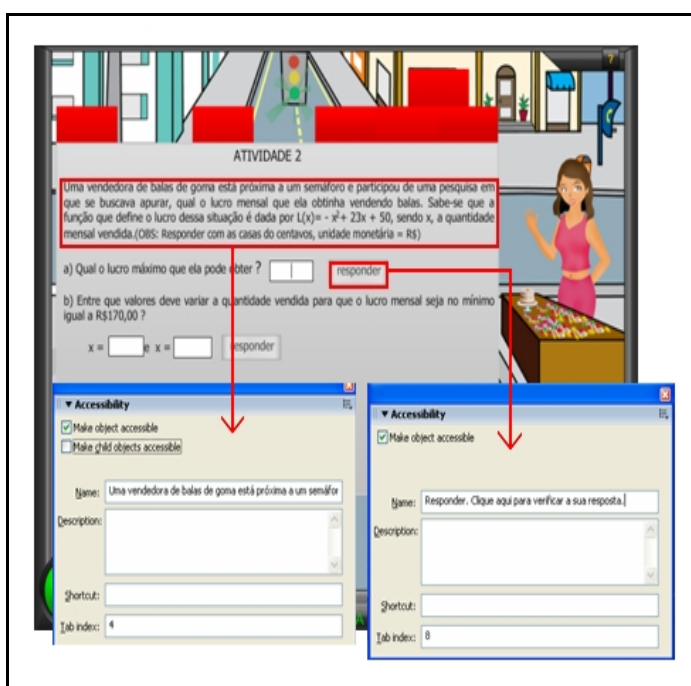 ?
ATIVIDADE 2
Uma vendedora de balas de goma está próxima a um semáforo e participou de uma pesquisa em
que se buscava apurar, qual o lucro mensal que ela obtinha vendendo balas. Sabe-se que a
função que define o lucro dessa situação é dada por L(x)= - x²+ 23x + 50, sendo x, a quantidade
mensal vendida.(OBS: Responder com as casas do centavos, unidade monetária = R$)
a) Qual o lucro máximo que ela pode obter ? responder
b) Entre que valores deve variar a quantidade vendida para que o lucro mensal seja no mínimo
igual a R$170,00 ?
x = e x = responder
Accessibility
Make object accessible
Make child objects accessible
Name: Uma vendedora de balas de goma está próxima a um semáfor
Description:
Shortcut:
Tab index: 4
Accessibility
Make object accessible
Name: Responder. Clique aqui para verificar a sua resposta.
Description:
Shortcut:
Tab index: 8